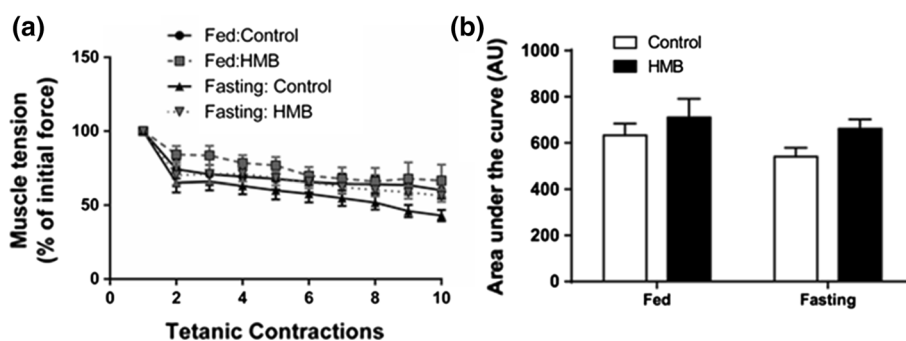 (a)
Fed:Control
Fed:HMB
Fasting: Control
Fasting: HMB
Muscle tension
(% of initial force)
150
100
50
0
0 2 4 6 8 10
Tetanic Contractions
(b)
Control
HMB
Area under the curve (AU)
1000
800
600
400
200
0
Fed Fasting